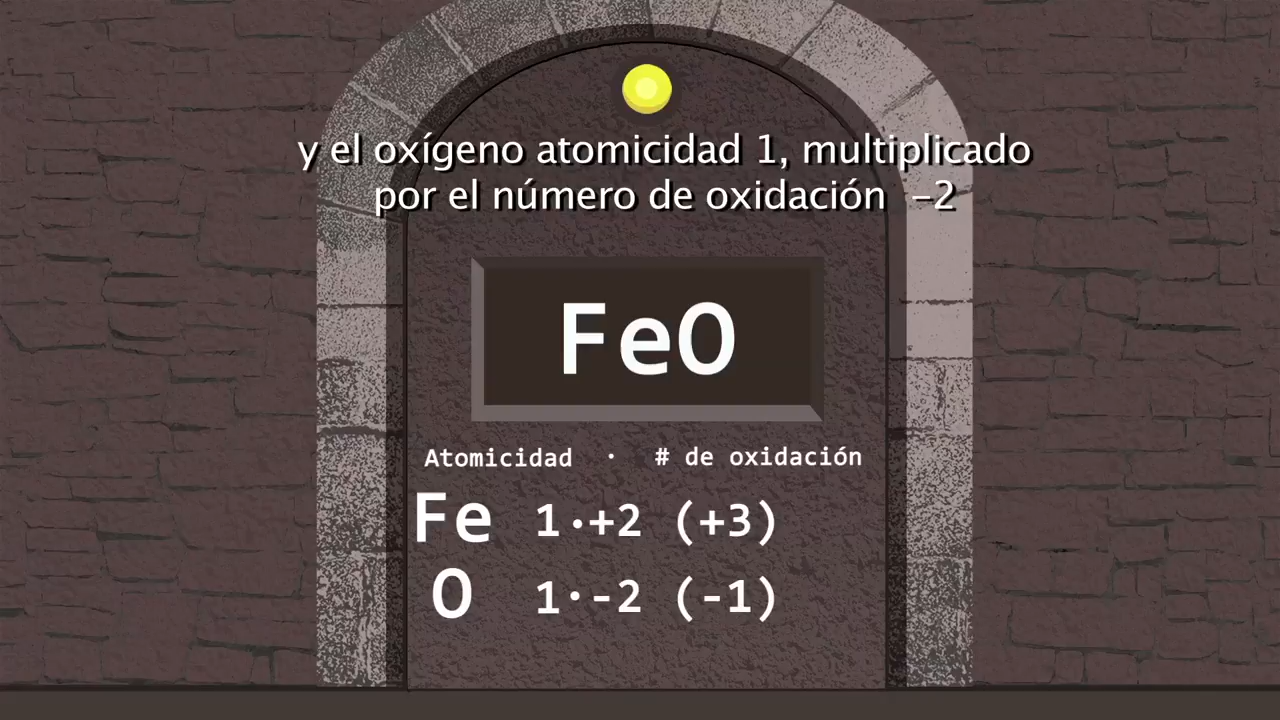 y el oxígeno atomicidad 1, multiplicado
por el número de oxidación -2
FeO
Atomicidad · # de oxidación
Fe 1·+2 (+3)
O 1·-2 (-1)